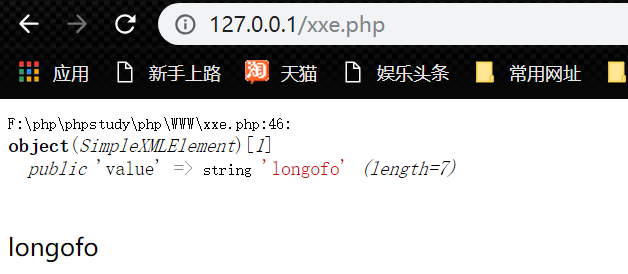 127.0.0.1/xxe.php
应用 新手上路 淘 天猫 娱乐头条 常用网址
F:\php\phpstudy\php\WWW\xxe.php:46:
object(SimpleXMLElement)[1]
public 'value' => string 'longofo' (length=7)
longofo